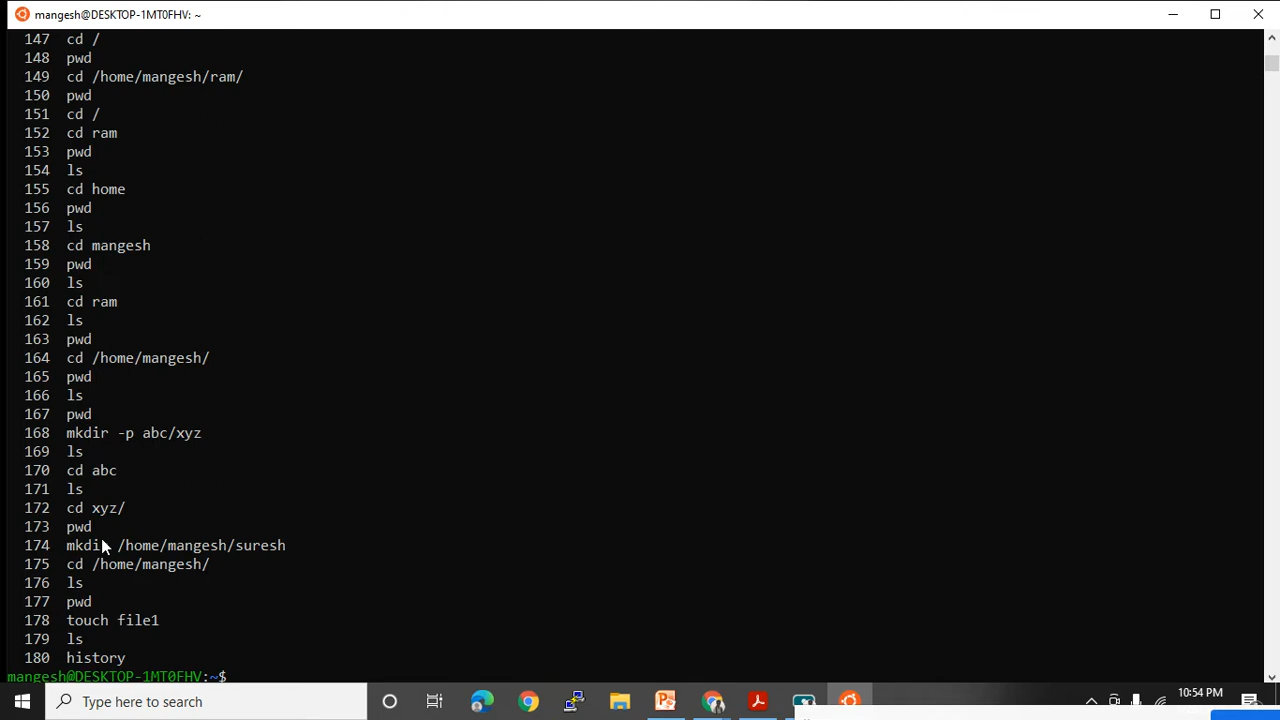 mangesh@DESKTOP-1MT0FHV: ~
147 cd /
148 pwd
149 cd /home/mangesh/ram/
150 pwd
151 cd /
152 cd ram
153 pwd
154 ls
155 cd home
156 pwd
157 ls
158 cd mangesh
159 pwd
160 ls
161 cd ram
162 ls
163 pwd
164 cd /home/mangesh/
165 pwd
166 ls
167 pwd
168 mkdir -p abc/xyz
169 ls
170 cd abc
171 ls
172 cd xyz/
173 pwd
174 mkdir /home/mangesh/suresh
175 cd /home/mangesh/
176 ls
177 pwd
178 touch file1
179 ls
180 history
mangesh@DESKTOP-1MT0FHV:~$
Type here to search
10:54 PM